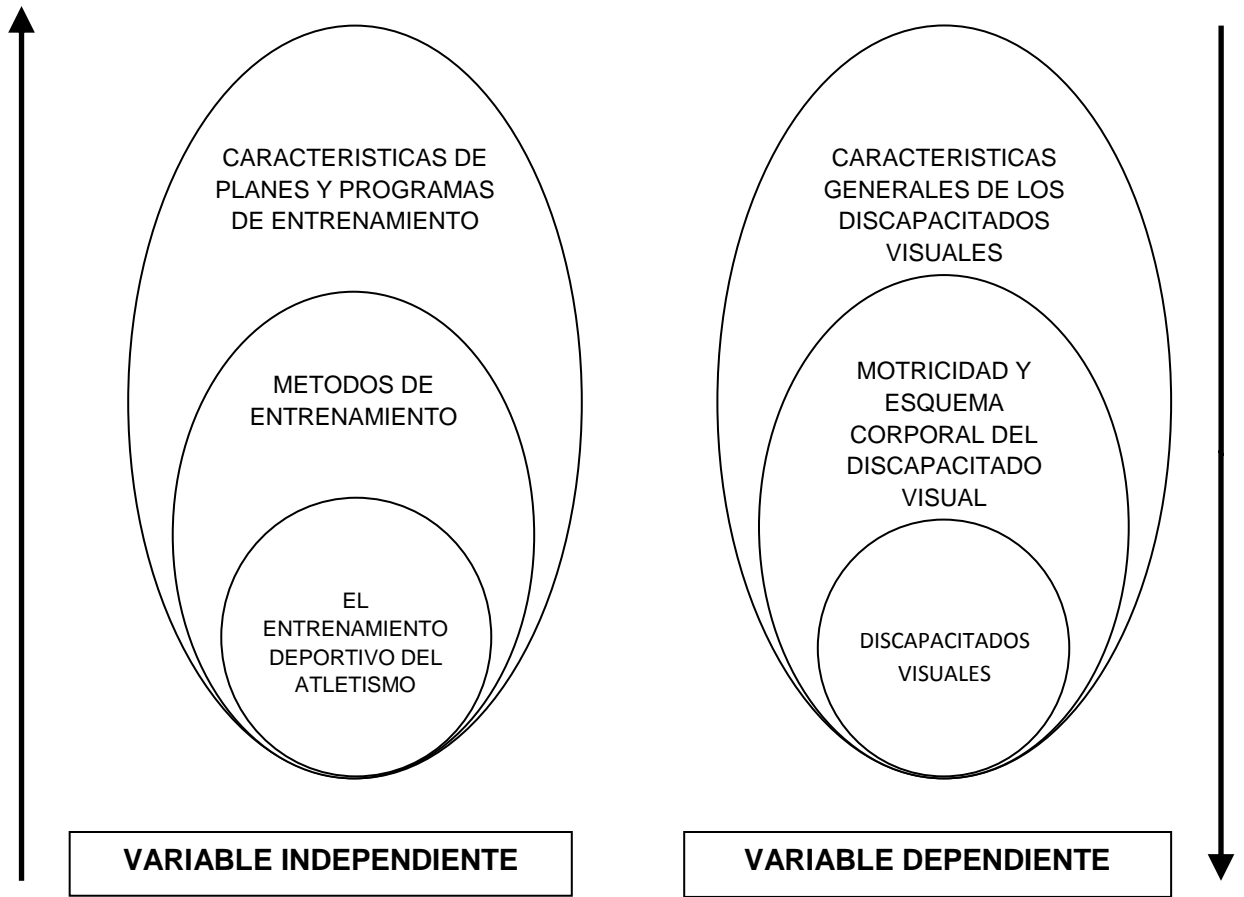 CARACTERISTICAS DE
PLANES Y PROGRAMAS
DE ENTRENAMIENTO
METODOS DE
ENTRENAMIENTO
EL
ENTRENAMIENTO
DEPORTIVO DEL
ATLETISMO
VARIABLE INDEPENDIENTE
CARACTERISTICAS
GENERALES DE LOS
DISCAPACITADOS
VISUALES
MOTRICIDAD Y
ESQUEMA
CORPORAL DEL
DISCAPACITADO
VISUAL
DISCAPACITADOS
VISUALES
VARIABLE DEPENDIENTE